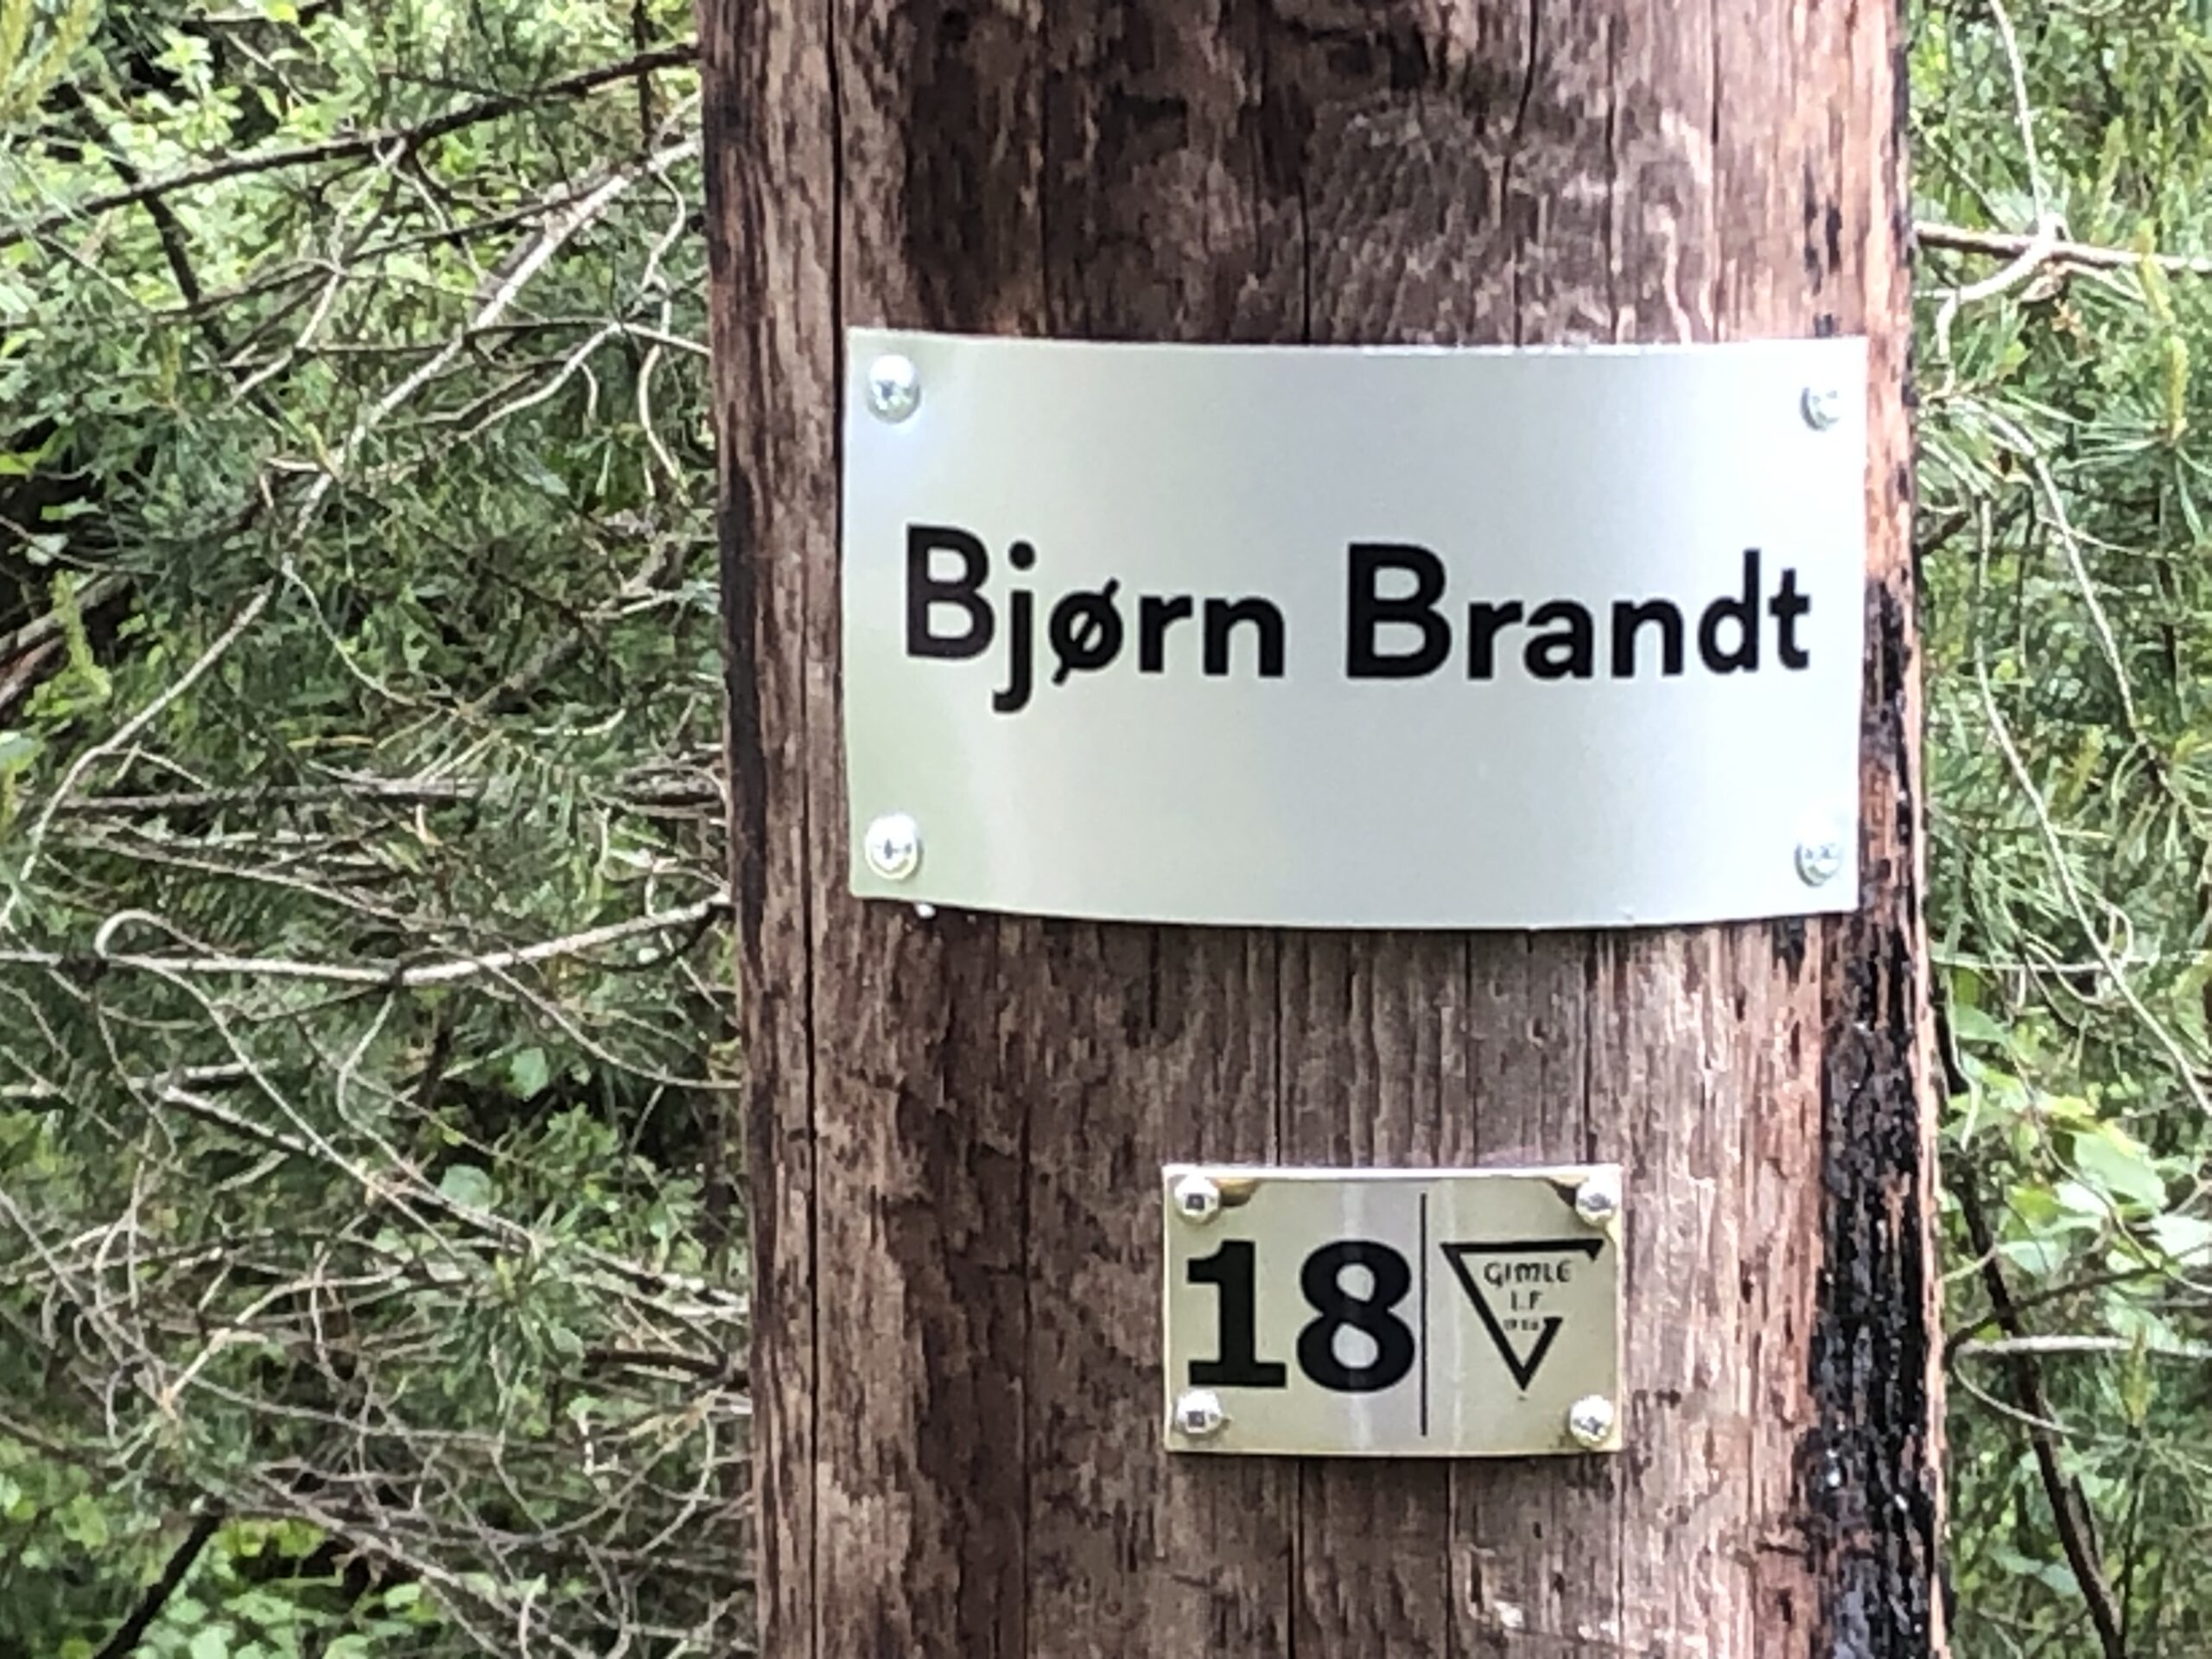 Bjørn Brandt
18
GIMLE
I.F